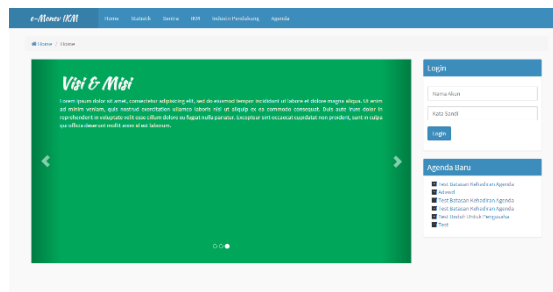 e-Monev IKM
Home Statistik Sentra IKM Industri Pendukung Agenda
Home / Home
Visi & Misi
Lorem ipsum dolor sit amet, consectetur adipisicing elit, sed do eiusmod tempor incididunt ut labore et dolore magna aliqua. Ut enim
ad minim veniam, quis nostrud exercitation ullamco laboris nisi ut aliquip ex ea commodo consequat. Duis aute irure dolor in
reprehenderit in voluptate velit esse cillum dolore eu fugiat nulla pariatur. Excepteur sint occaecat cupidatat non proident, sunt in culpa
qui officia deserunt mollit anim id est laborum.
Login
Nama Akun
Kata Sandi
Login
Agenda Baru
Test Batasan Kehadiran Agenda
Test Batasan Kehadiran Agenda
Test Batasan Kehadiran Agenda
Test Undah Untuk Pengusaha
Test